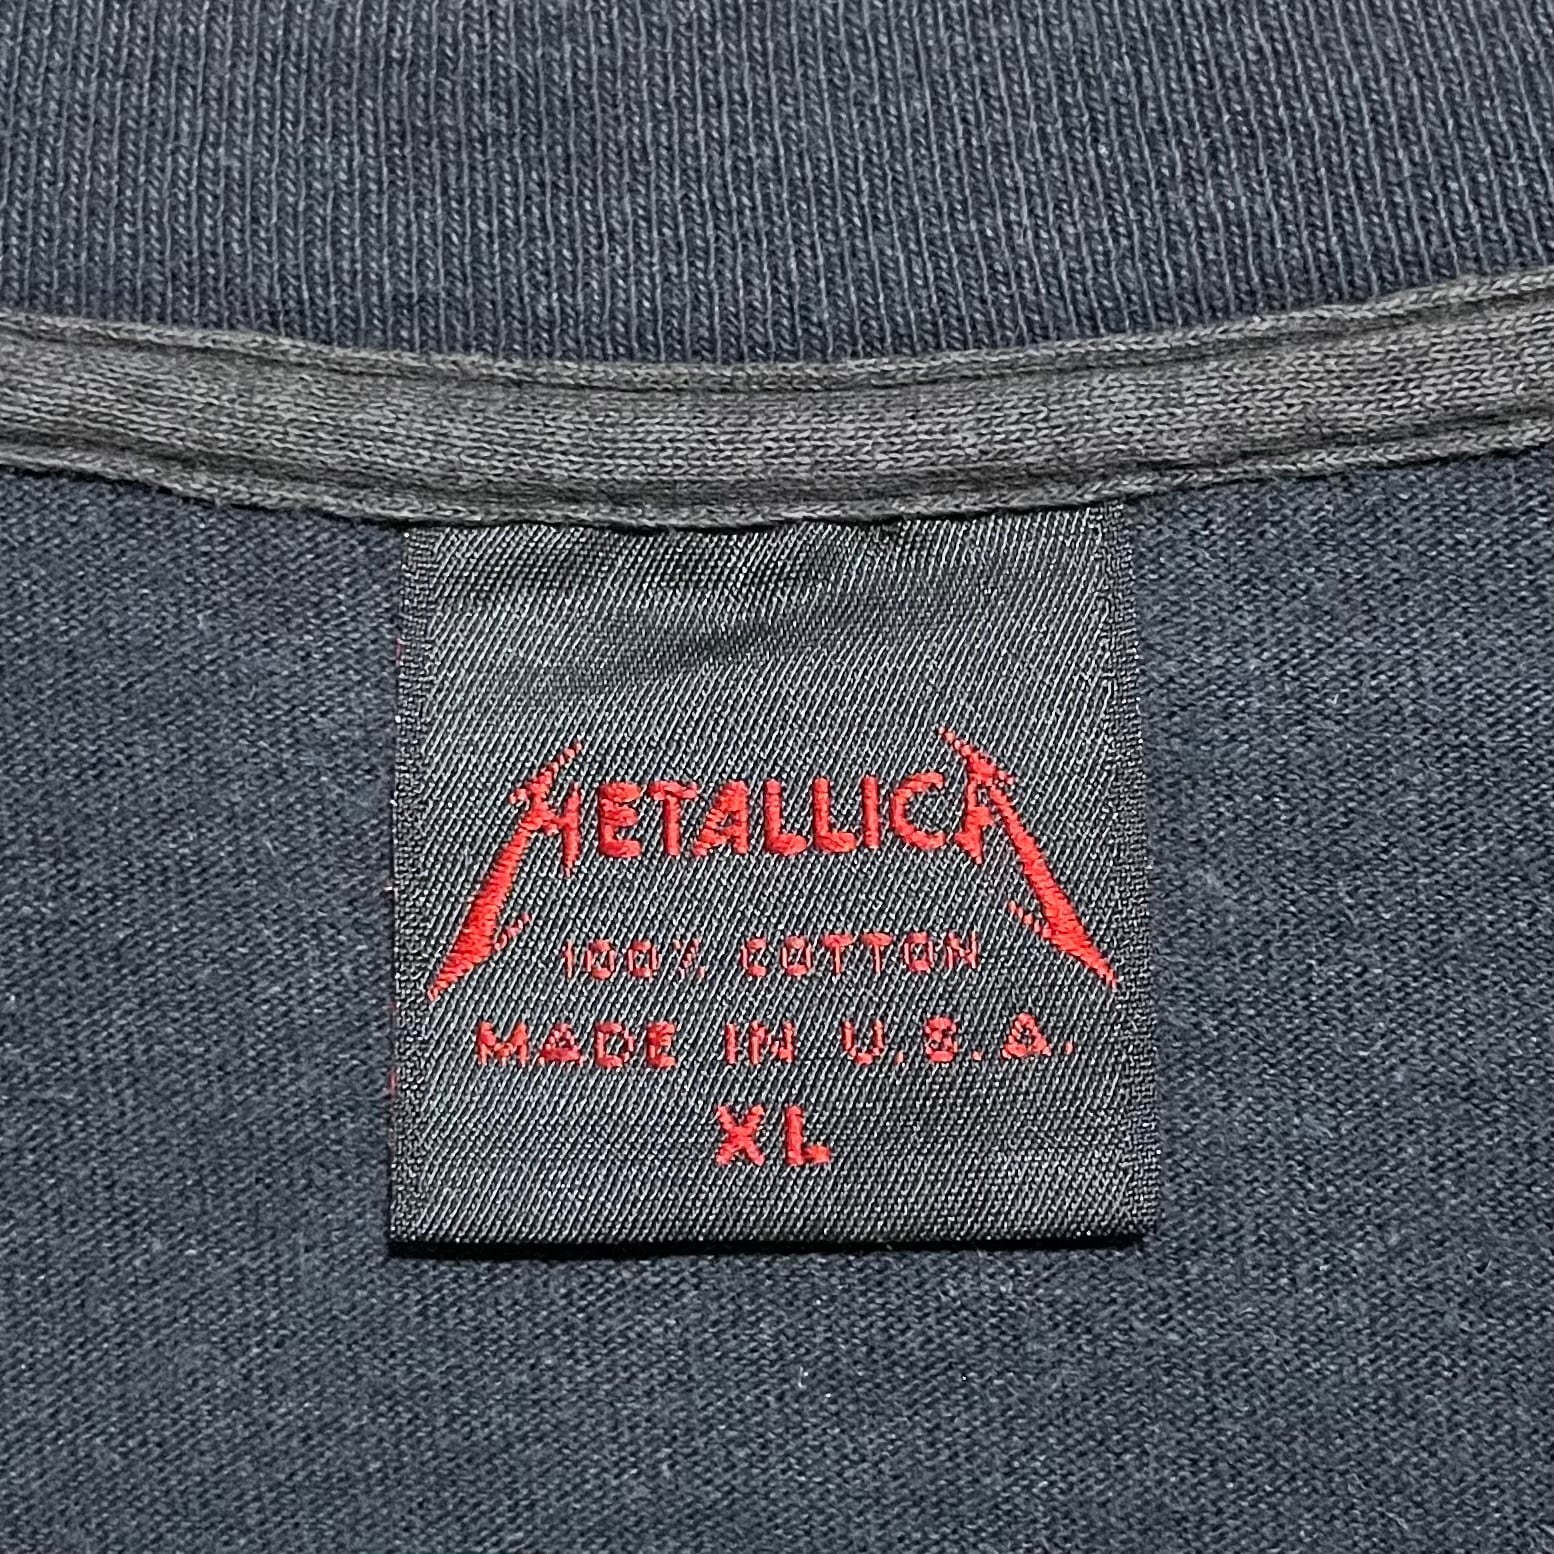 METALLICA
100% COTTON
MADE IN U.S.A.
XL